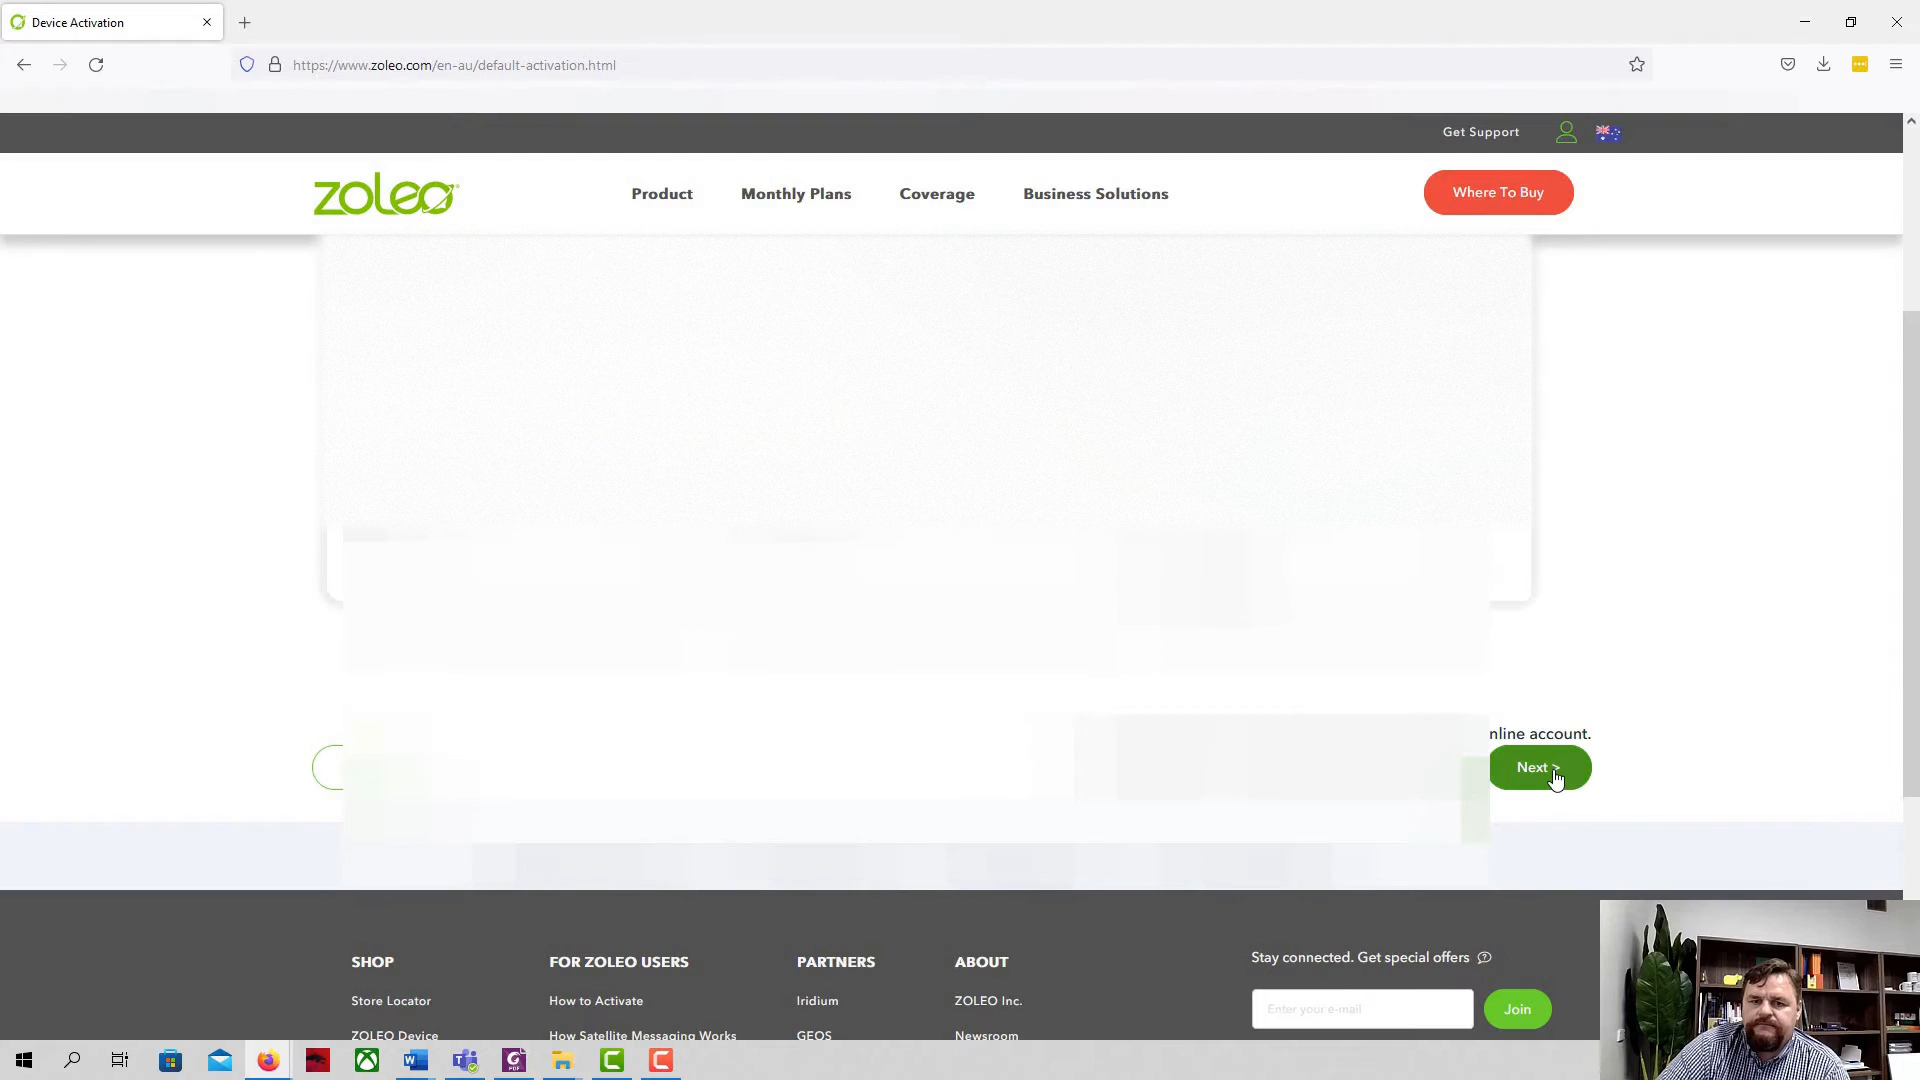 Device Activation
https://www.zoleo.com/en-au/default-activation.html
Get Support
zoleo
Product Monthly Plans Coverage Business Solutions Where To Buy
nline account.
Next >
SHOP FOR ZOLEO USERS PARTNERS ABOUT Stay connected. Get special offers
Store Locator How to Activate Iridium ZOLEO Inc. Enter your e-mail Join
ZOLEO Device How Satellite Messaging Works GEOS Newsroom